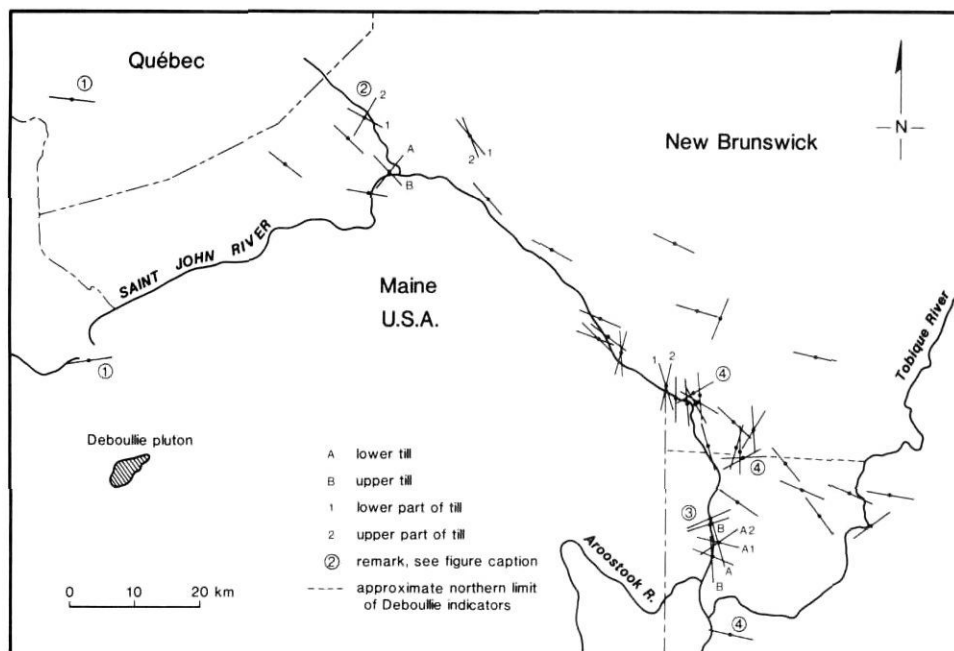 Québec
①
②
2
1
A
B
2
1
New Brunswick
N
SAINT JOHN RIVER
Maine
U.S.A.
①
Tobique River
1
2
④
④
Deboullie pluton
A lower till
B upper till
1 lower part of till
2 upper part of till
② remark, see figure caption
---- approximate northern limit
of Deboullie indicators
③
B
A2
A1
A
B
Aroostook R.
④
0 10 20 km